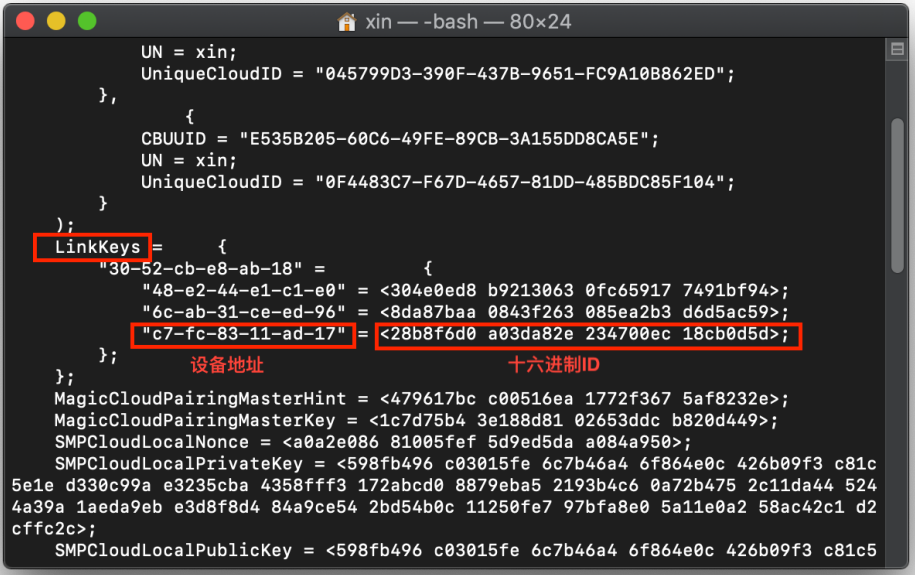 xin — -bash — 80×24
UN = xin;
UniqueCloudID = "045799D3-390F-437B-9651-FC9A10B862ED";
},
{
CBUUID = "E535B205-60C6-49FE-89CB-3A155DD8CA5E";
UN = xin;
UniqueCloudID = "0F4483C7-F67D-4657-81DD-485BDC85F104";
}
);
LinkKeys = {
"30-52-cb-e8-ab-18" = {
"48-e2-44-e1-c1-e0" = <304e0ed8 b9213063 0fc65917 7491bf94>;
"6c-ab-31-ce-ed-96" = <8da87baa 0843f263 085ea2b3 d6d5ac59>;
"c7-fc-83-11-ad-17" = <28b8f6d0 a03da82e 234700ec 18cb0d5d>;
};
设备地址 十六进制ID
};
MagicCloudPairingMasterHint = <479617bc c00516ea 1772f367 5af8232e>;
MagicCloudPairingMasterKey = <1c7d75b4 3e188d81 02653ddc b820d449>;
SMPCloudLocalNonce = <a0a2e086 81005fef 5d9ed5da a084a950>;
SMPCloudLocalPrivateKey = <598fb496 c03015fe 6c7b46a4 6f864e0c 426b09f3 c81c
5e1e d330c99a e3235cba 4358fff3 172abcd0 8879eba5 2193b4c6 0a72b475 2c11da44 524
4a39a 1aeda9eb e3d8f8d4 84a9ce54 2bd54b0c 11250fe7 97bfa8e0 5a11e0a2 58ac42c1 d2
cffc2c>;
SMPCloudLocalPublicKey = <598fb496 c03015fe 6c7b46a4 6f864e0c 426b09f3 c81c5